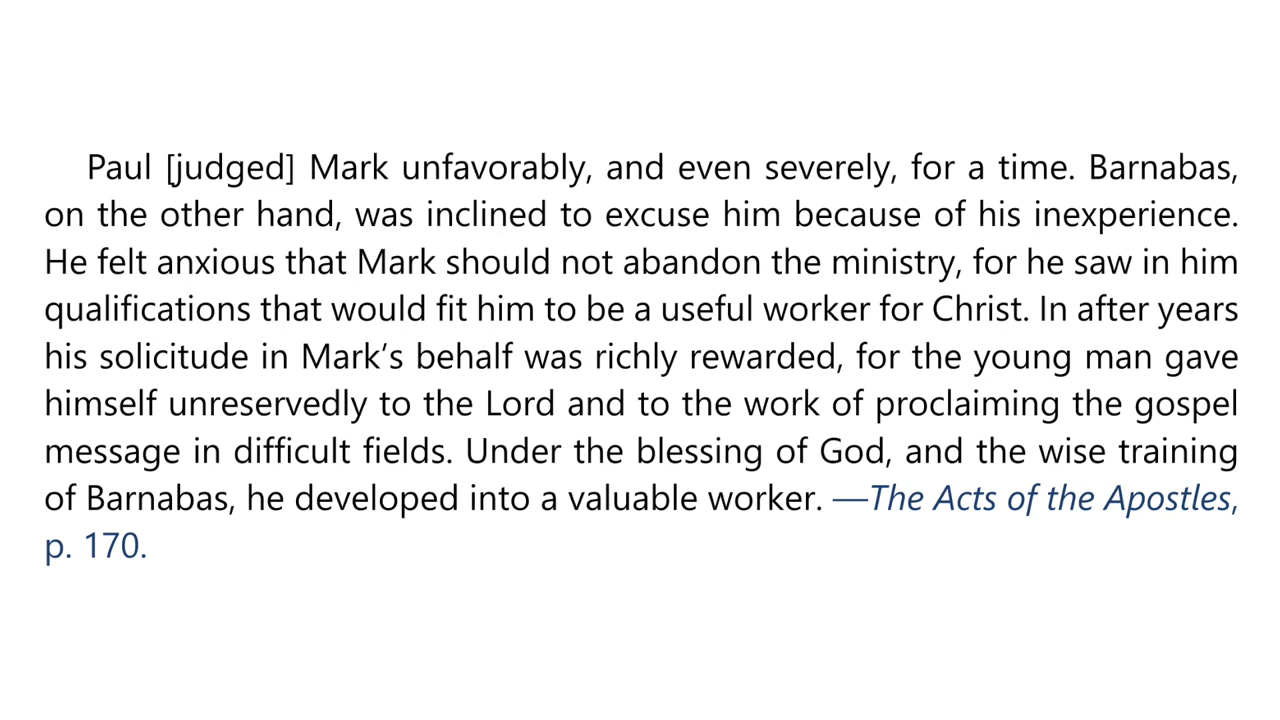 Paul [judged] Mark unfavorably, and even severely, for a time. Barnabas,
on the other hand, was inclined to excuse him because of his inexperience.
He felt anxious that Mark should not abandon the ministry, for he saw in him
qualifications that would fit him to be a useful worker for Christ. In after years
his solicitude in Mark’s behalf was richly rewarded, for the young man gave
himself unreservedly to the Lord and to the work of proclaiming the gospel
message in difficult fields. Under the blessing of God, and the wise training
of Barnabas, he developed into a valuable worker. —The Acts of the Apostles,
p. 170.